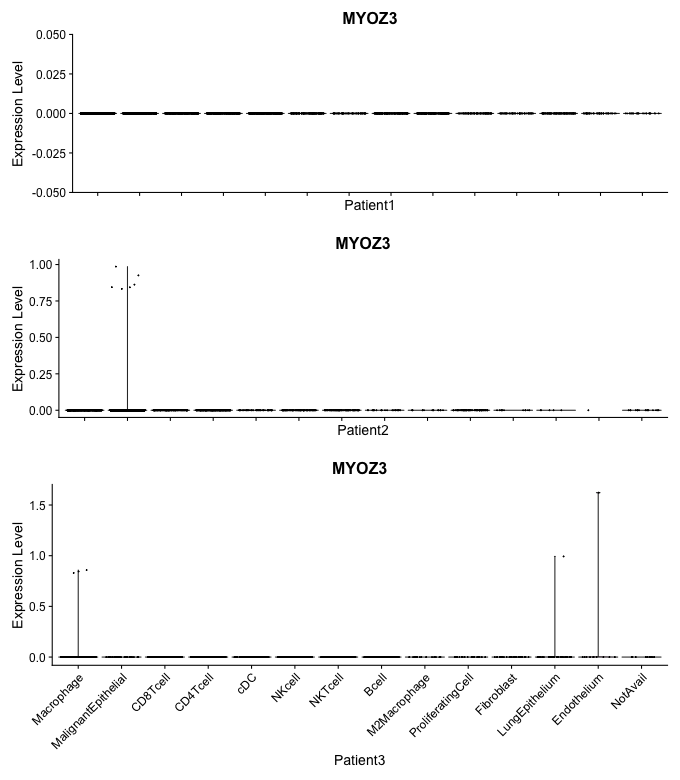 MYOZ3
Expression Level
0.050
0.025
0.000
-0.025
-0.050
Patient1
MYOZ3
Expression Level
1.00
0.75
0.50
0.25
0.00
Patient2
MYOZ3
Expression Level
1.5
1.0
0.5
0.0
Macrophage
MalignantEpithelial
CD8Tcell
CD4Tcell
cDC
NKcell
NKTcell
Bcell
M2Macrophage
ProliferatingCell
Fibroblast
LungEpithelium
Endothelium
NotAvail
Patient3